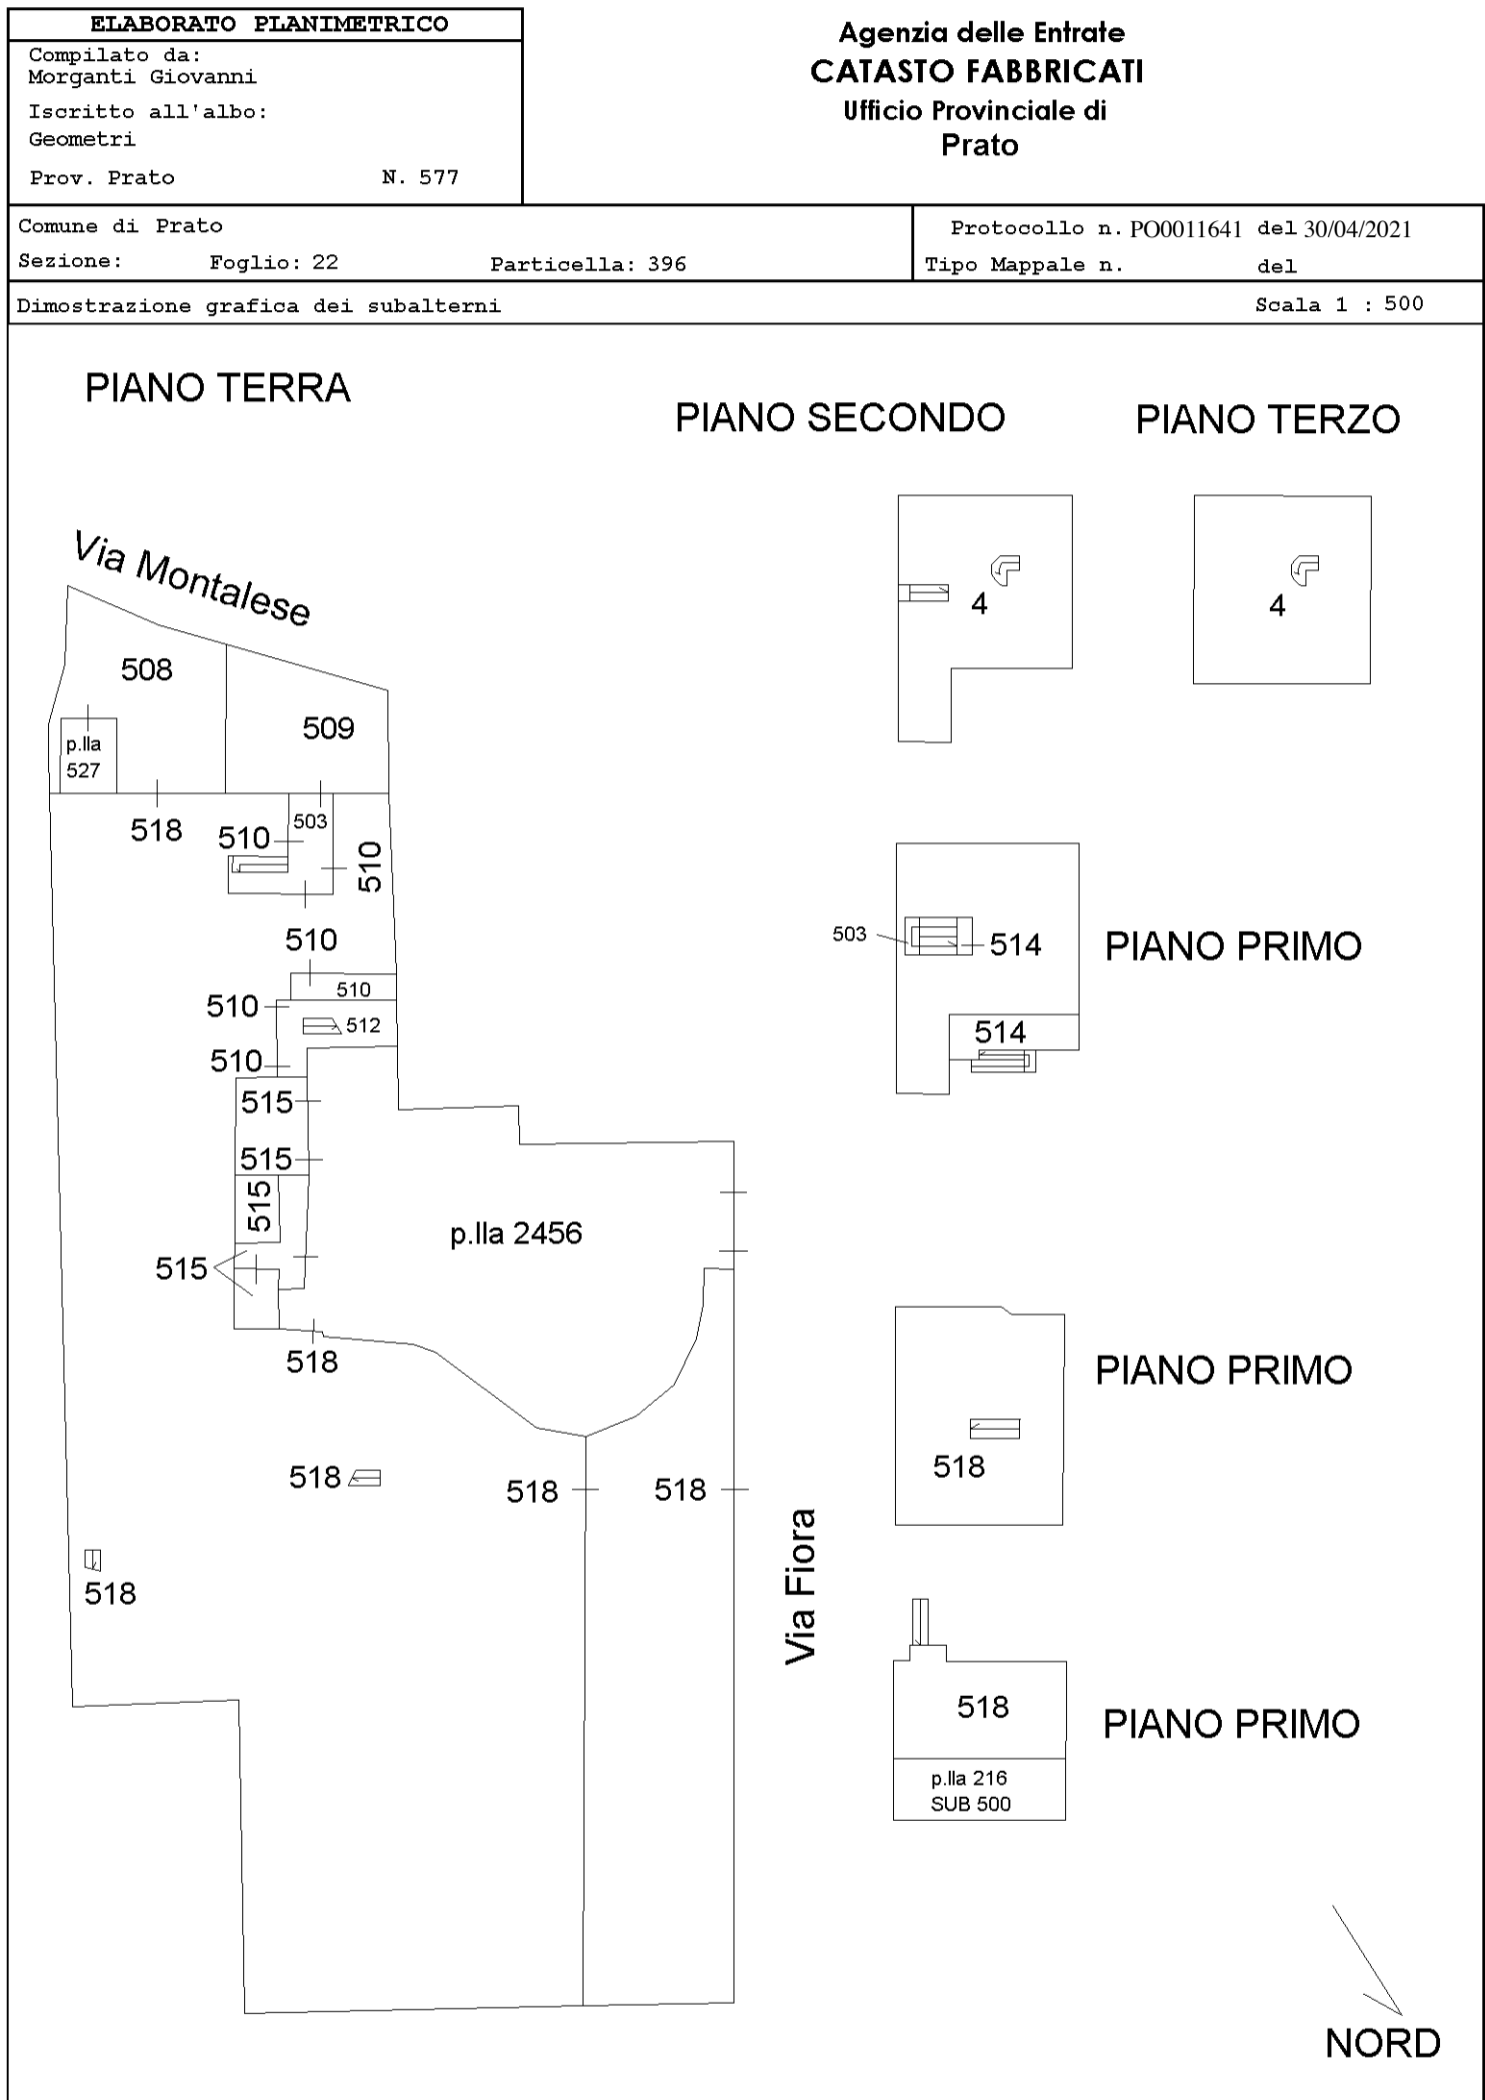 ELABORATO PLANIMETRICO
Compilato da:
Morganti Giovanni
Iscritto all'albo:
Geometri
Prov. Prato N. 577
Agenzia delle Entrate
CATASTO FABBRICATI
Ufficio Provinciale di
Prato
Comune di Prato
Sezione: Foglio: 22 Particella: 396
Protocollo n. PO0011641 del 30/04/2021
Tipo Mappale n. del
Dimostrazione grafica dei subalterni Scala 1 : 500
PIANO TERRA
PIANO SECONDO
PIANO TERZO
Via Montalese
4
4
508
509
p.lla
527
518
510
503
510
510
510
510
512
510
515
515
515
515
p.lla 2456
518
518
518
518
518
Via Fiora
503
514
514
PIANO PRIMO
518
PIANO PRIMO
518
p.lla 216
SUB 500
PIANO PRIMO
NORD